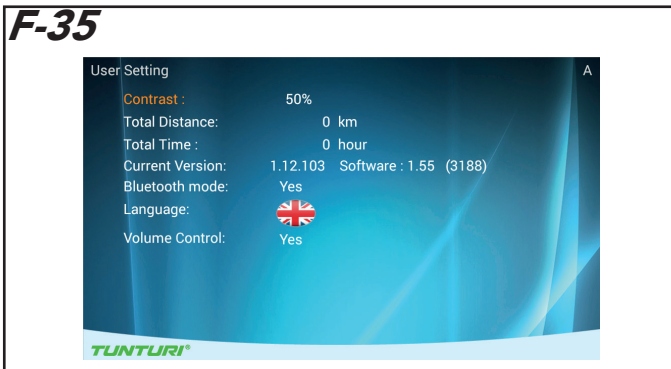 F-35
User Setting A
Contrast : 50%
Total Distance: 0 km
Total Time : 0 hour
Current Version: 1.12.103 Software : 1.55 (3188)
Bluetooth mode: Yes
Language:
Volume Control: Yes
TUNTURI®